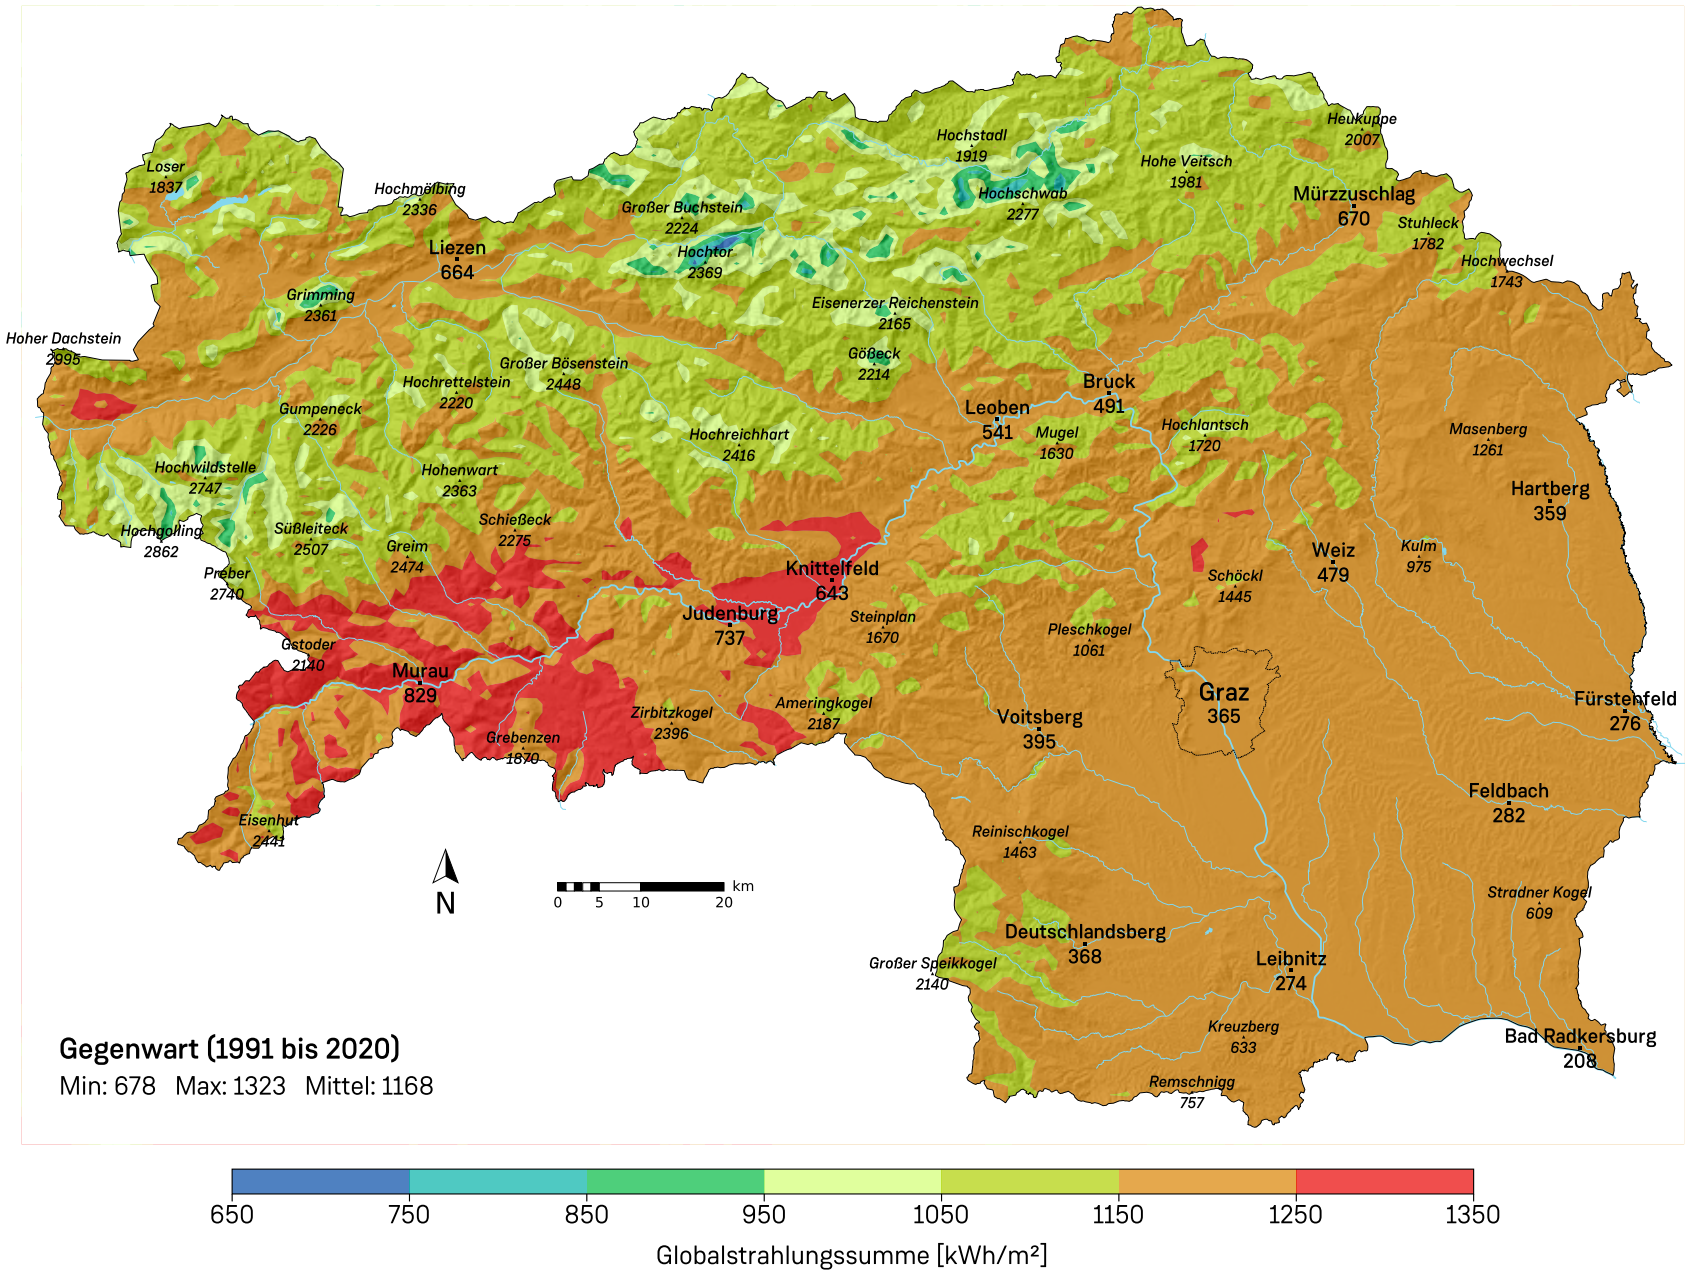 Heukuppe
2007
Hochstadl
1919
Hohe Veitsch
1981
Loser
1837
Hochmölbing
2336
Hochschwab
2277
Mürzzuschlag
670
Großer Buchstein
2224
Stuhleck
1782
Liezen
664
Hochtor
2369
Hochwechsel
1743
Grimming
2361
Eisenerzer Reichenstein
2165
Hoher Dachstein
2995
Gößeck
2214
Großer Bösenstein
2448
Hochrettelstein
2220
Bruck
491
Gumpeneck
2226
Leoben
541
Hochreichhart
2416
Mugel
1630
Hochlantsch
1720
Masenberg
1261
Hochwildstelle
2747
Hohenwart
2363
Hartberg
359
Hochgolling
2862
Süßleiteck
2507
Schießeck
2275
Greim
2474
Weiz
479
Kulm
975
Preber
2740
Knittelfeld
643
Schöckl
1445
Judenburg
737
Steinplan
1670
Pleschkogel
1061
Gstoder
2140
Murau
829
Graz
365
Fürstenfeld
276
Zirbitzkogel
2396
Ameringkogel
2187
Voitsberg
395
Grebenzen
1870
Feldbach
282
Eisenhut
2441
Reinischkogel
1463
N
km
0 5 10 20
Stradner Kogel
609
Deutschlandsberg
368
Großer Speikkogel
2140
Leibnitz
274
Kreuzberg
633
Bad Radkersburg
208
Remschnigg
757
Gegenwart (1991 bis 2020)
Min: 678 Max: 1323 Mittel: 1168
650 750 850 950 1050 1150 1250 1350
Globalstrahlungssumme [kWh/m²]